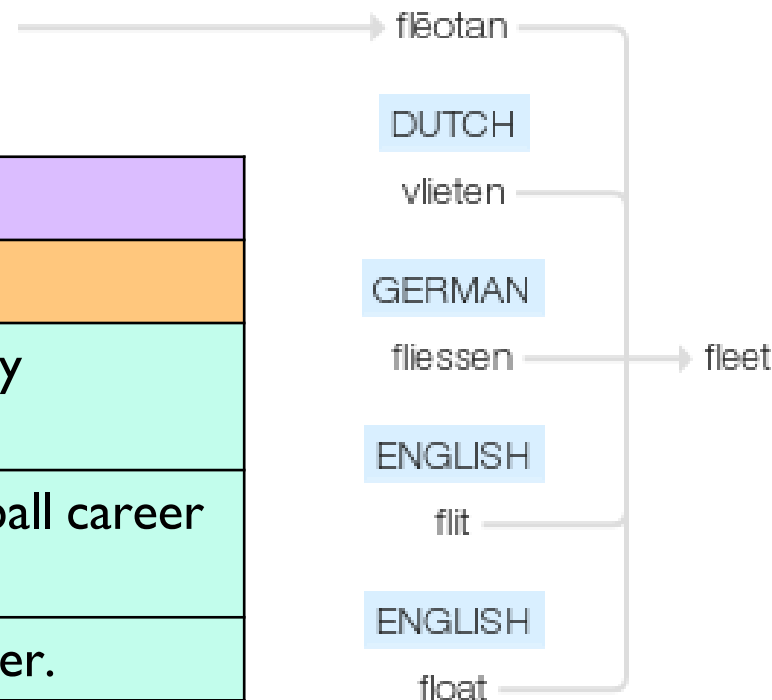 flēotan
DUTCH
vlieten
GERMAN
fliessen
fleet
ENGLISH
flit
ENGLISH
float
y
ball career
er.